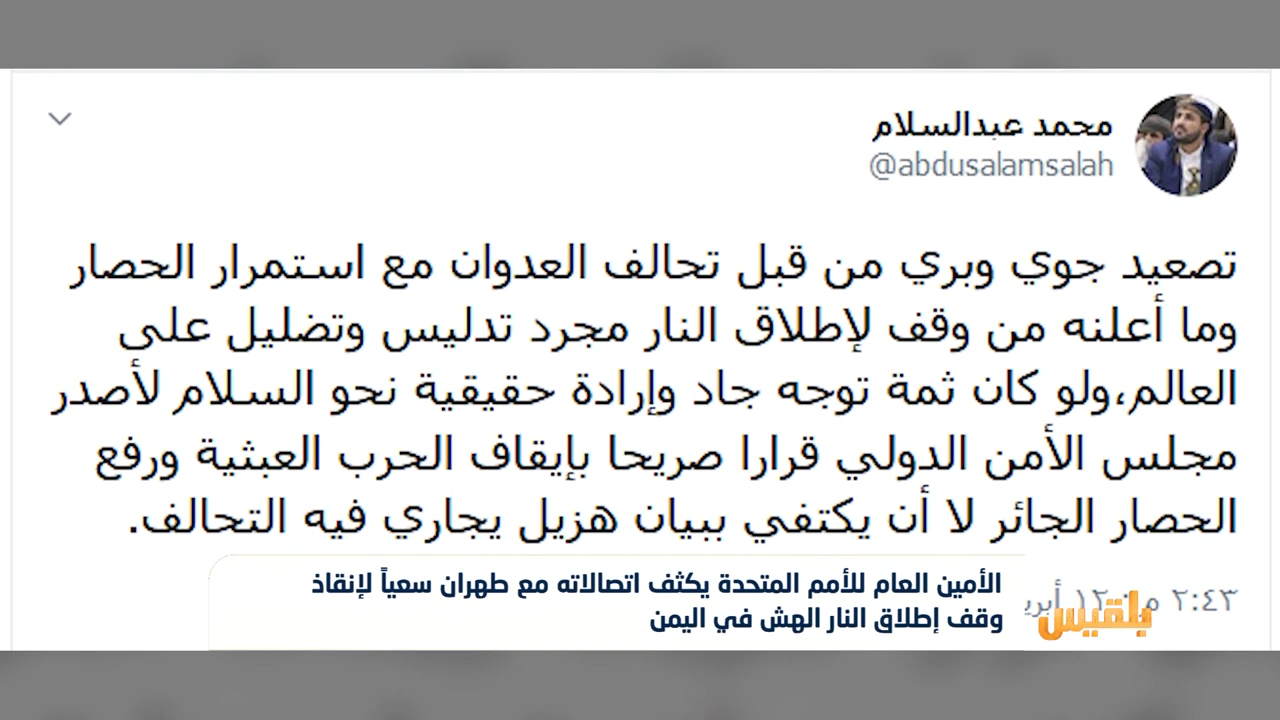 محمد عبدالسلام
@abdusalamsalah
تصعيد جوي وبري من قبل تحالف العدوان مع استمرار الحصار
وما أعلنه من وقف لإطلاق النار مجرد تدليس وتضليل على
العالم،ولو كان ثمة توجه جاد وإرادة حقيقية نحو السلام لأصدر
مجلس الأمن الدولي قرارا صريحا بإيقاف الحرب العبثية ورفع
الحصار الجائر لا أن يكتفي ببيان هزيل يجاري فيه التحالف.
٢:٤٣ م ١٢
بلقيس
الأمين العام للأمم المتحدة يكثف اتصالاته مع طهران سعياً لإنقاذ
وقف إطلاق النار الهش في اليمن